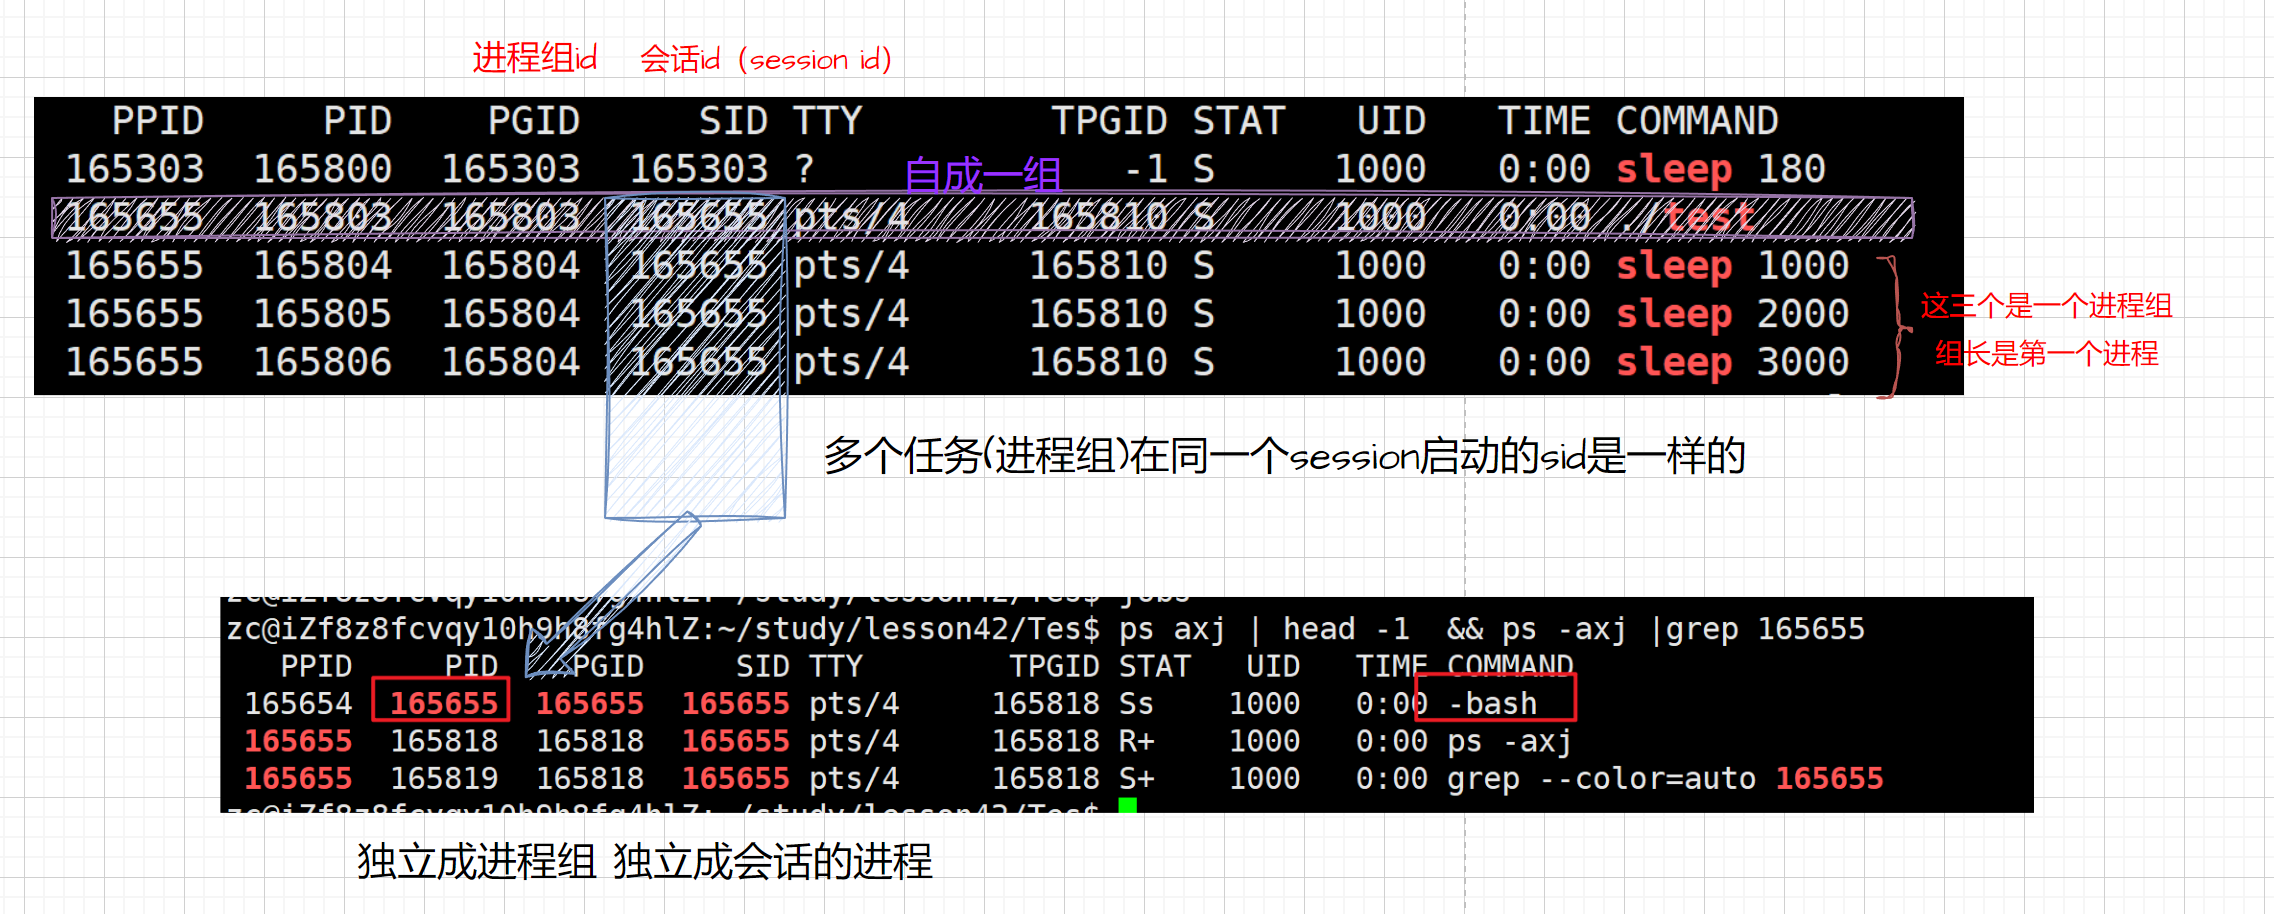 进程组id 会话id（session id）
PPID PID PGID SID TTY TPGID STAT UID TIME COMMAND
165303 165800 165303 165303 ? -1 S 1000 0:00 sleep 180
自成一组
165655 165803 165803 165655 pts/4 165810 S 1000 0:00 ./test
165655 165804 165804 165655 pts/4 165810 S 1000 0:00 sleep 1000
165655 165805 165804 165655 pts/4 165810 S 1000 0:00 sleep 2000
165655 165806 165804 165655 pts/4 165810 S 1000 0:00 sleep 3000
这三个是一个进程组
组长是第一个进程
多个任务(进程组)在同一个session启动的sid是一样的
zc@iZf8z8fcvqy10h9h8fg4hlZ:~/study/lesson42/Tes$ jobs
zc@iZf8z8fcvqy10h9h8fg4hlZ:~/study/lesson42/Tes$ ps axj | head -1  && ps -axj |grep 165655
PPID PID PGID SID TTY TPGID STAT UID TIME COMMAND
165654 165655 165655 165655 pts/4 165818 Ss 1000 0:00 -bash
165655 165818 165818 165655 pts/4 165818 R+ 1000 0:00 ps -axj
165655 165819 165818 165655 pts/4 165818 S+ 1000 0:00 grep --color=auto 165655
zc@iZf8z8fcvqy10h9h8fg4hlZ:~/study/lesson42/Tes$
独立成进程组 独立成会话的进程